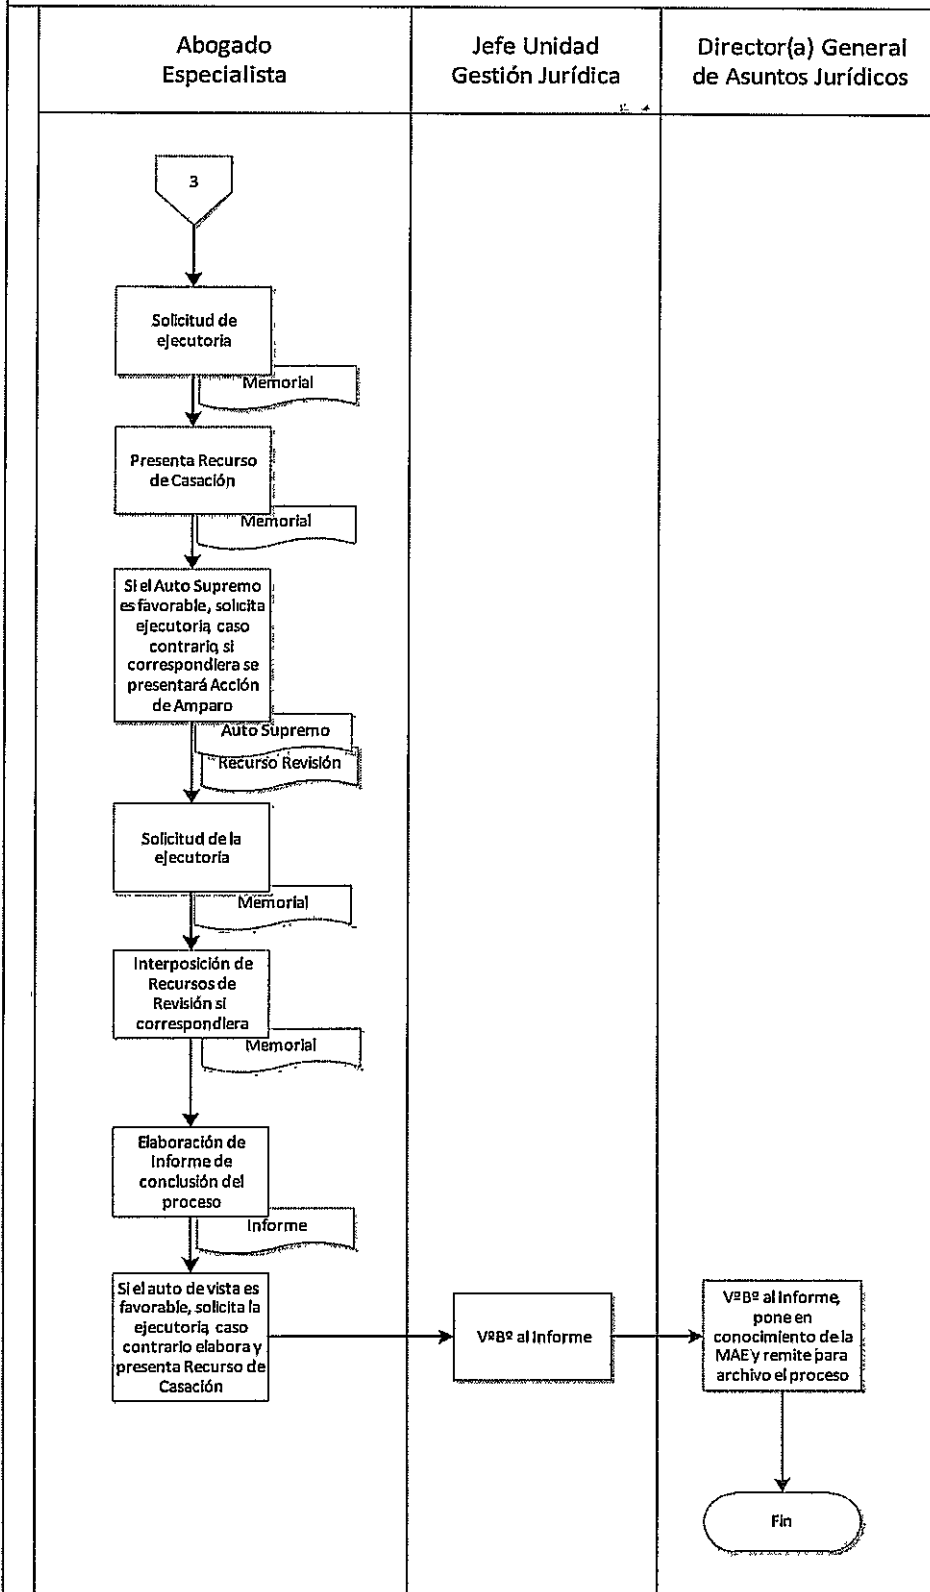 Abogado
Especialista
Jefe Unidad
Gestión Jurídica
Director(a) General
de Asuntos Jurídicos
3
Solicitud de
ejecutoria
Memorial
Presenta Recurso
de Casación
Memorial
Si el Auto Supremo
es favorable, solicita
ejecutoria, caso
contrario, si
correspondiera se
presentará Acción
de Amparo
Auto Supremo
Recurso Revisión
Solicitud de la
ejecutoria
Memorial
Interposición de
Recursos de
Revisión si
correspondiera
Memorial
Elaboración de
Informe de
conclusión del
proceso
Informe
Si el auto de vista es
favorable, solicita la
ejecutoria, caso
contrario elabora y
presenta Recurso de
Casación
VºBº al Informe
VºBº al Informe,
pone en
conocimiento de la
MAE y remite para
archivo el proceso
Fin